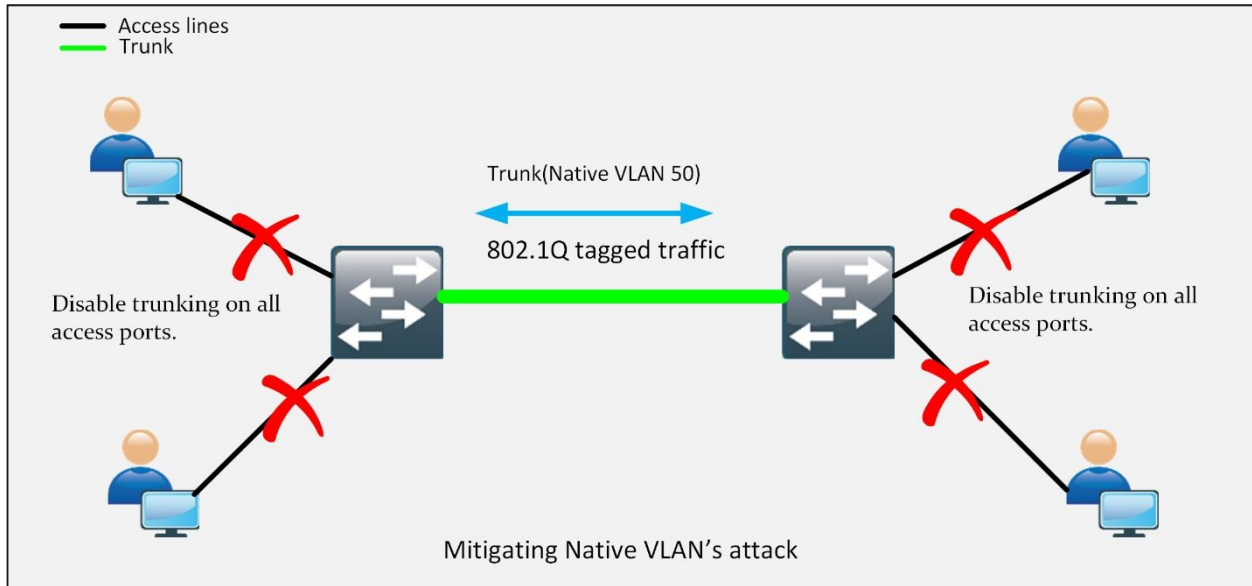 Access lines
Trunk
Trunk(Native VLAN 50)
802.1Q tagged traffic
Disable trunking on all
access ports.
Disable trunking on all
access ports.
Mitigating Native VLAN's attack